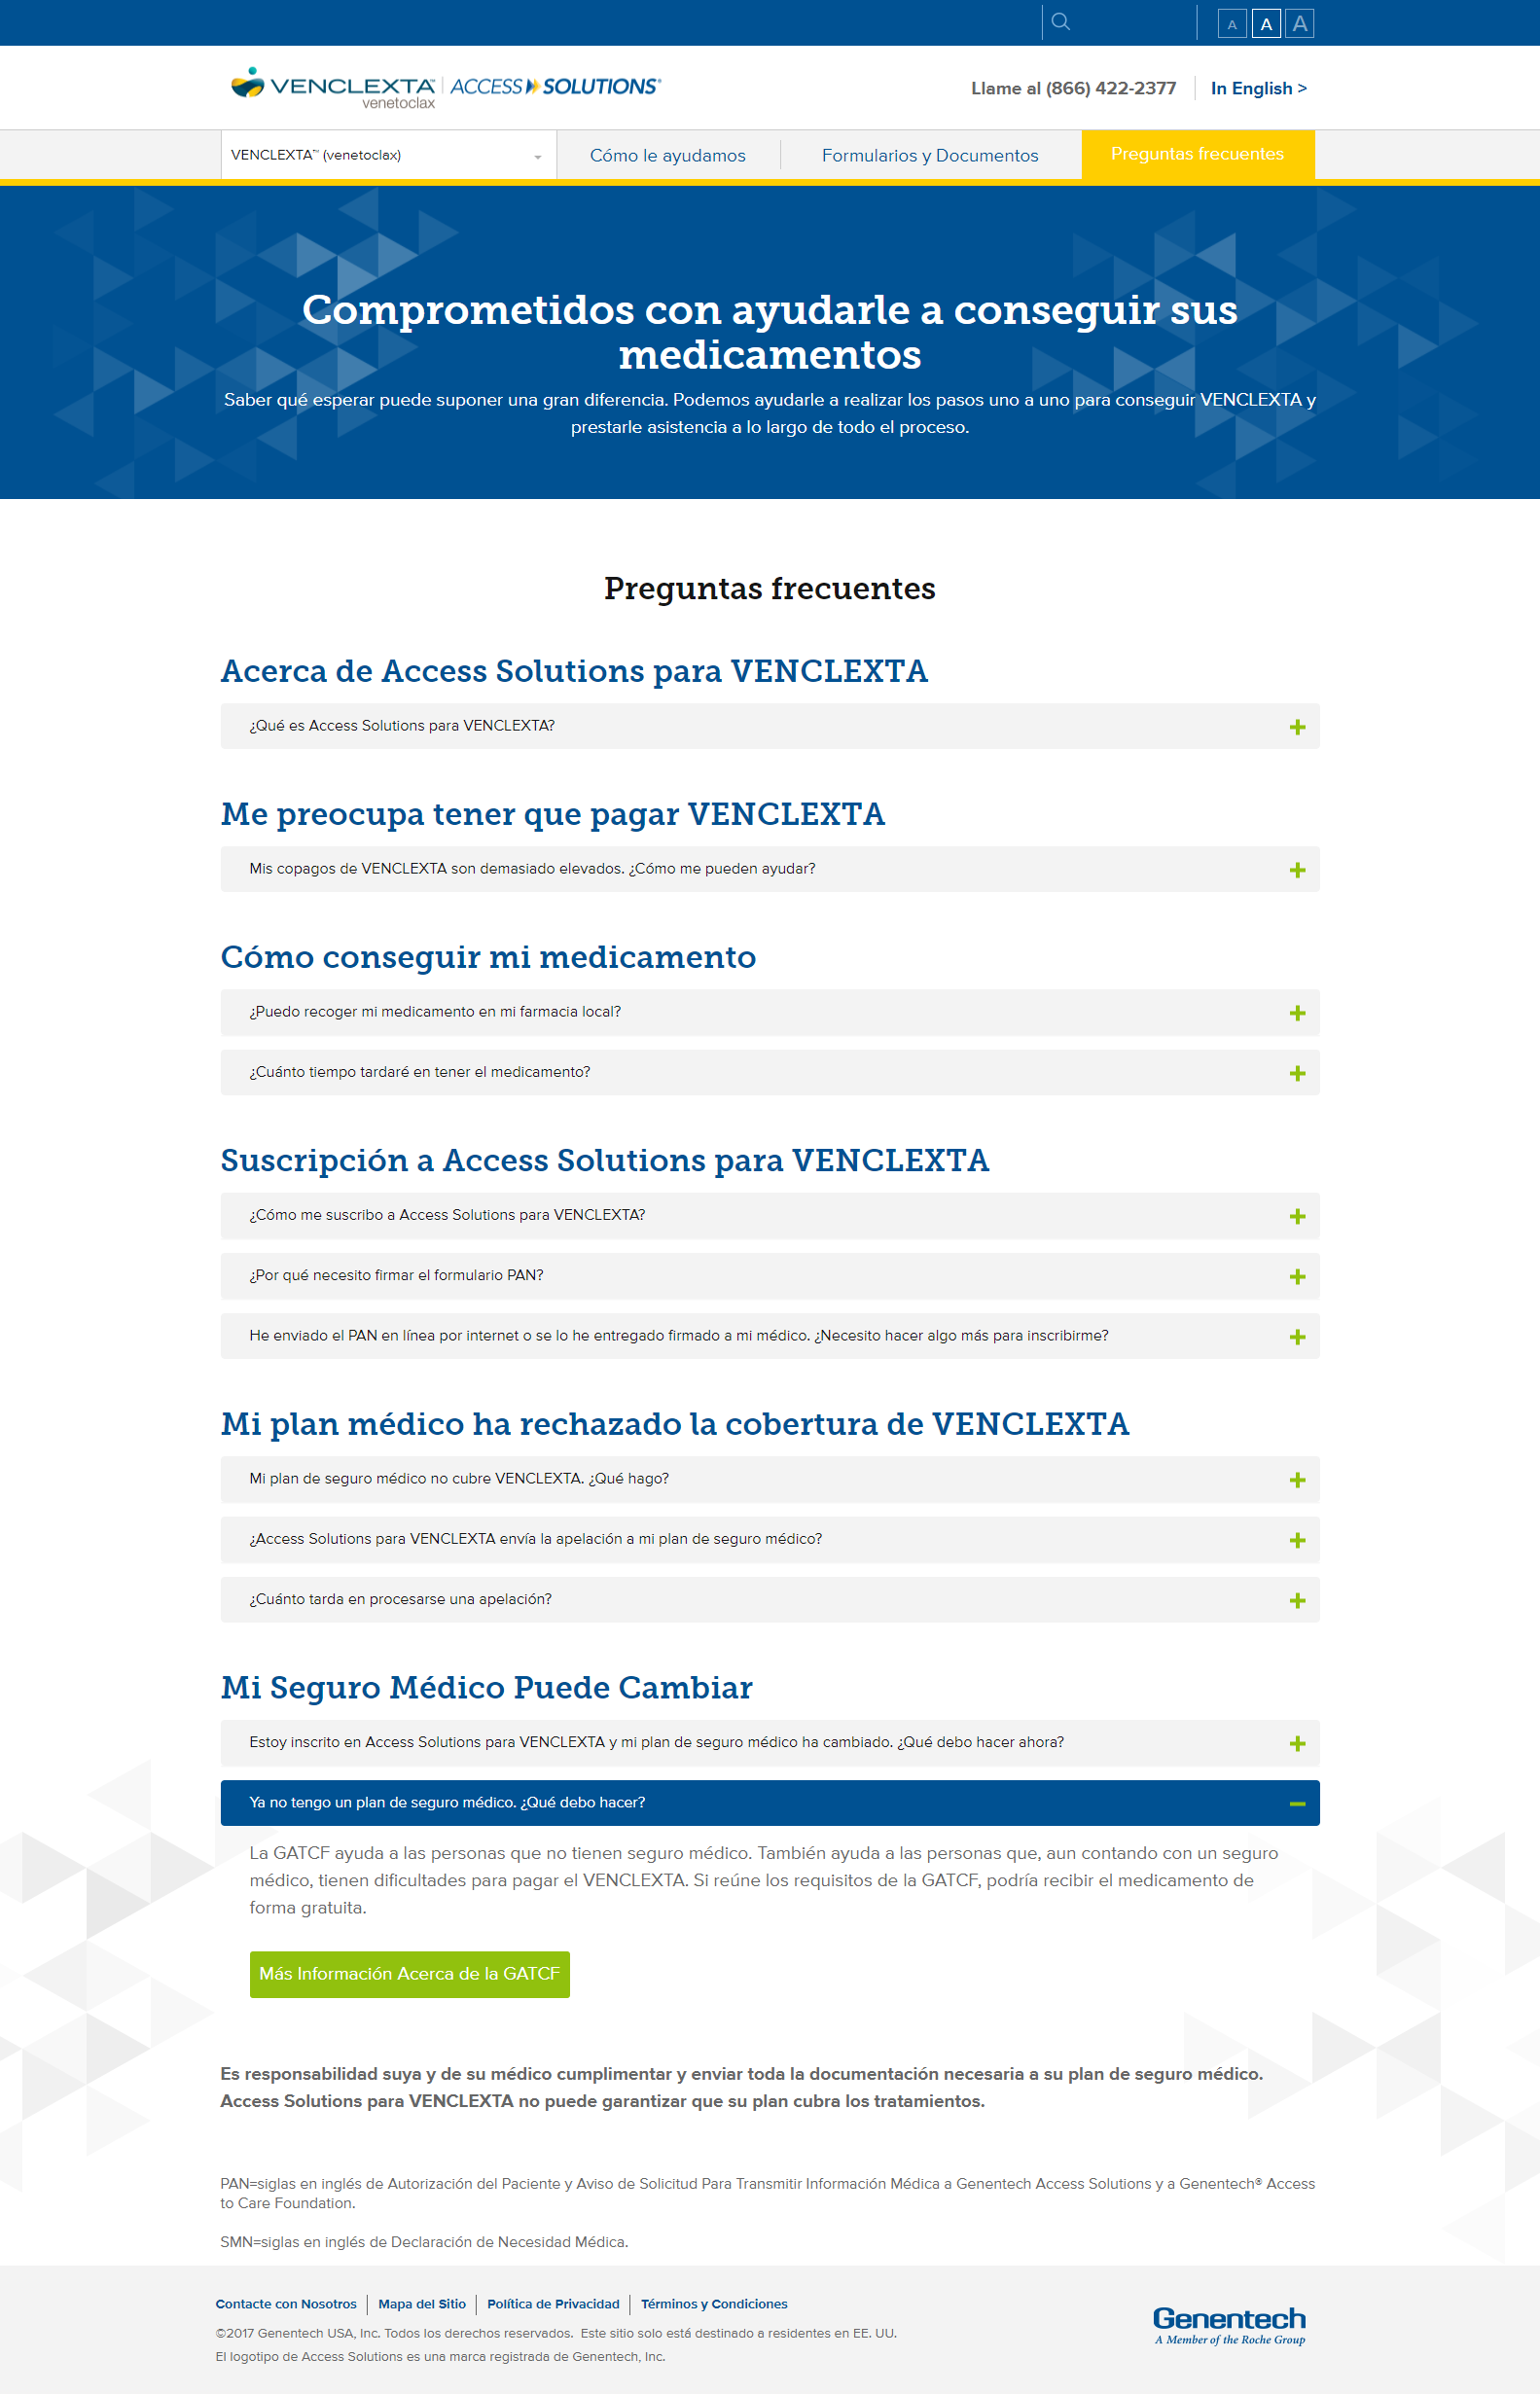 A A A
VENCLEXTA™ venetoclax | ACCESS SOLUTIONS®
Llame al (866) 422-2377
In English >
VENCLEXTA™ (venetoclax)
Cómo le ayudamos
Formularios y Documentos
Preguntas frecuentes
Comprometidos con ayudarle a conseguir sus
medicamentos
Saber qué esperar puede suponer una gran diferencia. Podemos ayudarle a realizar los pasos uno a uno para conseguir VENCLEXTA y
prestarle asistencia a lo largo de todo el proceso.
Preguntas frecuentes
Acerca de Access Solutions para VENCLEXTA
¿Qué es Access Solutions para VENCLEXTA?
Me preocupa tener que pagar VENCLEXTA
Mis copagos de VENCLEXTA son demasiado elevados. ¿Cómo me pueden ayudar?
Cómo conseguir mi medicamento
¿Puedo recoger mi medicamento en mi farmacia local?
¿Cuánto tiempo tardaré en tener el medicamento?
Suscripción a Access Solutions para VENCLEXTA
¿Cómo me suscribo a Access Solutions para VENCLEXTA?
¿Por qué necesito firmar el formulario PAN?
He enviado el PAN en línea por internet o se lo he entregado firmado a mi médico. ¿Necesito hacer algo más para inscribirme?
Mi plan médico ha rechazado la cobertura de VENCLEXTA
Mi plan de seguro médico no cubre VENCLEXTA. ¿Qué hago?
¿Access Solutions para VENCLEXTA envía la apelación a mi plan de seguro médico?
¿Cuánto tarda en procesarse una apelación?
Mi Seguro Médico Puede Cambiar
Estoy inscrito en Access Solutions para VENCLEXTA y mi plan de seguro médico ha cambiado. ¿Qué debo hacer ahora?
Ya no tengo un plan de seguro médico. ¿Qué debo hacer?
La GATCF ayuda a las personas que no tienen seguro médico. También ayuda a las personas que, aun contando con un seguro
médico, tienen dificultades para pagar el VENCLEXTA. Si reúne los requisitos de la GATCF, podría recibir el medicamento de
forma gratuita.
Más Información Acerca de la GATCF
Es responsabilidad suya y de su médico cumplimentar y enviar toda la documentación necesaria a su plan de seguro médico.
Access Solutions para VENCLEXTA no puede garantizar que su plan cubra los tratamientos.
PAN=siglas en inglés de Autorización del Paciente y Aviso de Solicitud Para Transmitir Información Médica a Genentech Access Solutions y a Genentech® Access
to Care Foundation.
SMN=siglas en inglés de Declaración de Necesidad Médica.
Contacte con Nosotros | Mapa del Sitio | Política de Privacidad | Términos y Condiciones
©2017 Genentech USA, Inc. Todos los derechos reservados. Este sitio solo está destinado a residentes en EE. UU.
El logotipo de Access Solutions es una marca registrada de Genentech, Inc.
Genentech
A Member of the Roche Group